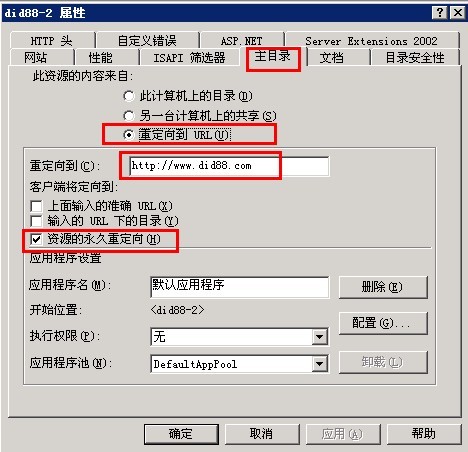 did88-2 属性
HTTP 头 自定义错误 ASP.NET Server Extensions 2002
网站 性能 ISAPI 筛选器 主目录 文档 目录安全性
此资源的内容来自:
此计算机上的目录(D)
另一台计算机上的共享(S)
重定向到 URL(U)
重定向到(C): http://www.did88.com
客户端将定向到:
上面输入的准确 URL(X)
输入的 URL 下的目录(Y)
资源的永久重定向(H)
应用程序设置
应用程序名(M): 默认应用程序 删除(E)
开始位置: <did88-2>
配置(G)...
执行权限(P): 无
应用程序池(N): DefaultAppPool 卸载(L)
确定 取消 应用(A) 帮助